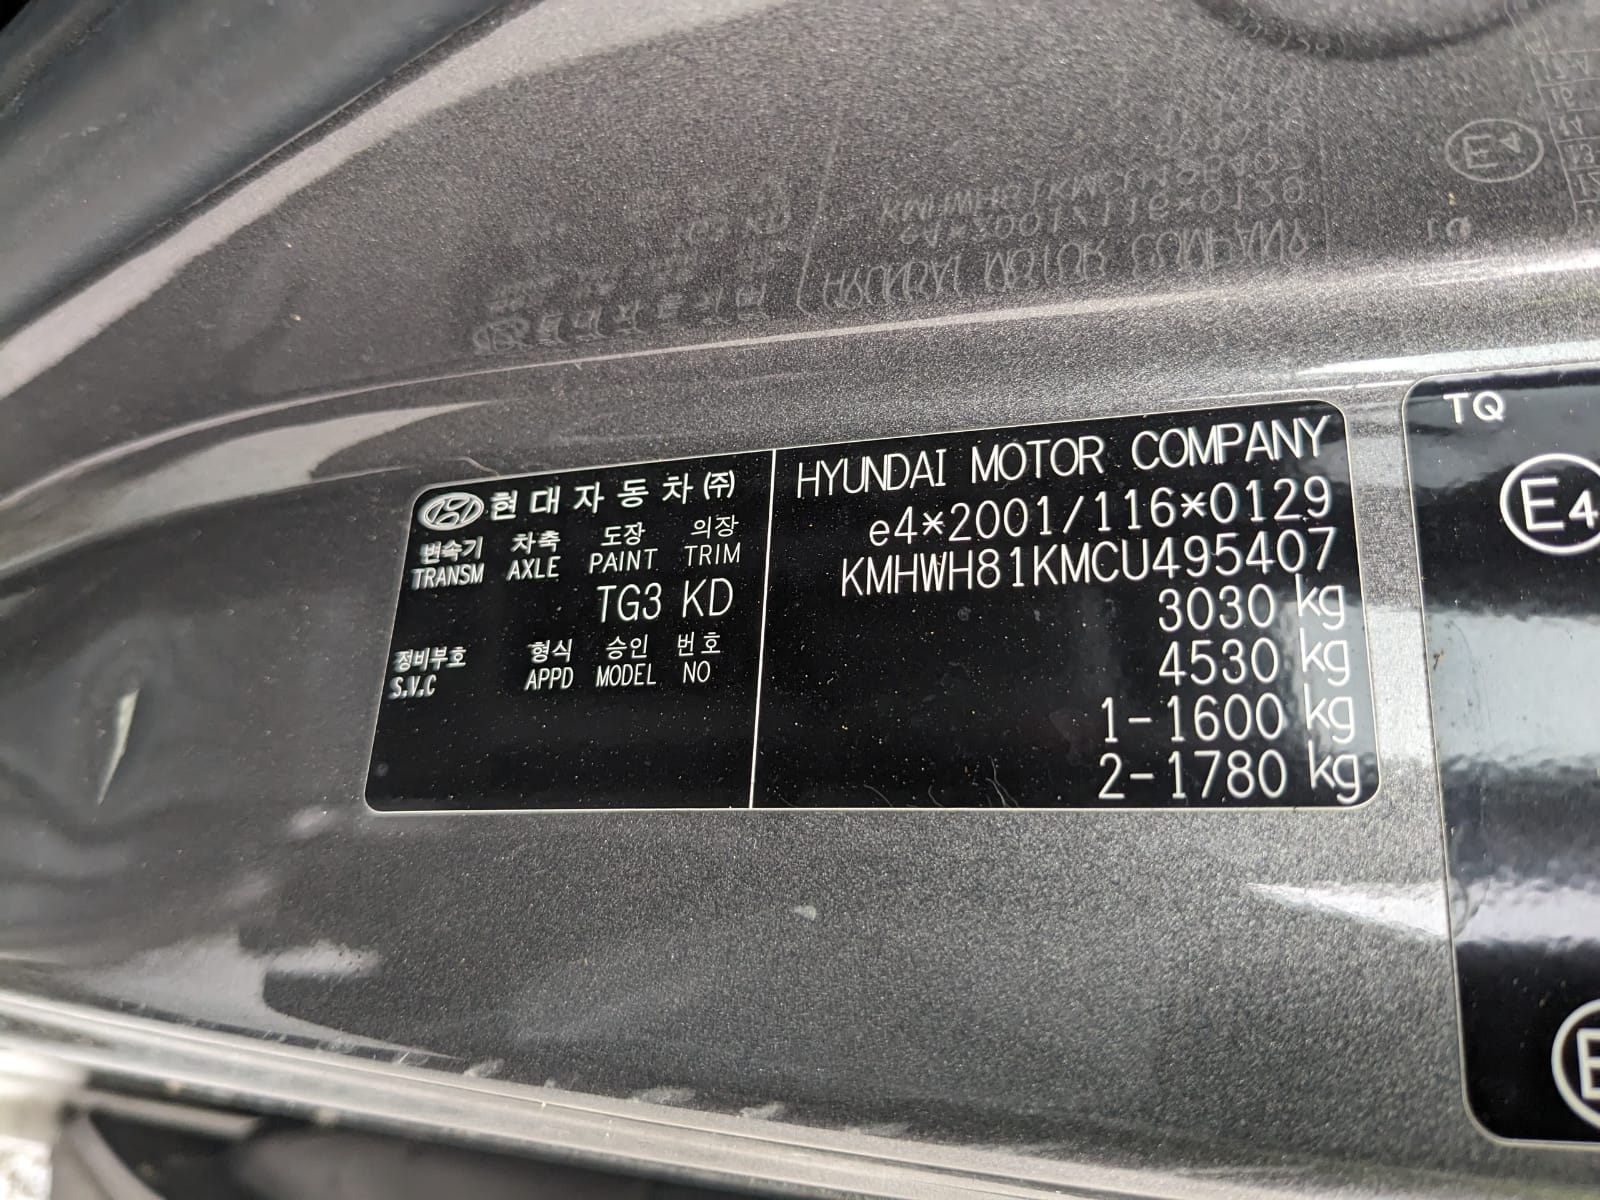 현대자동차(주)
변속기 차축 도장 의장
TRANSM AXLE PAINT TRIM
TG3 KD
정비부호 형식 승인 번호
S.V.C APPD MODEL NO
HYUNDAI MOTOR COMPANY
e4*2001/116*0129
KMHWH81KMCU495407
3030 kg
4530 kg
1-1600 kg
2-1780 kg
TQ
E4